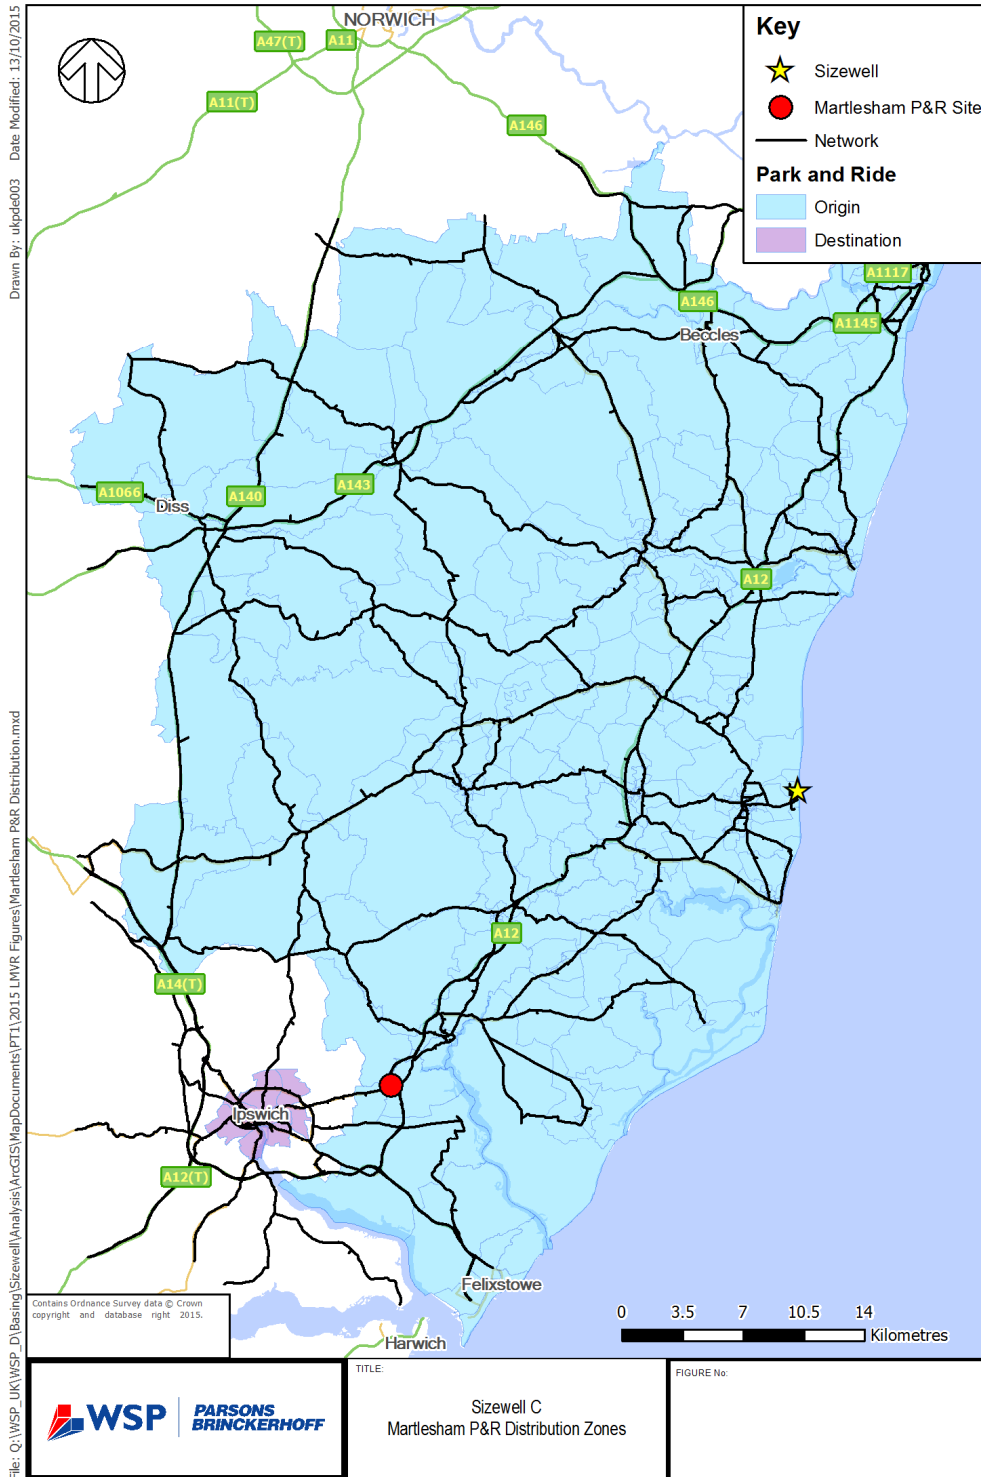 Date Modified: 13/10/2015
Drawn By: ukpde003
File: Q:\WSP_UK\WSP_D\Basing\Sizewell\Analysis\ArcGIS\MapDocuments\PT1\2015 LMVR Figures\Martlesham P&R Distribution.mxd
NORWICH
A47(T)
A11
A11(T)
A146
Key
Sizewell
Martlesham P&R Site
Network
Park and Ride
Origin
Destination
A1117
A146
A1145
Beccles
A1066
A140
A143
Diss
A12
A12
A14(T)
Ipswich
A12(T)
Felixstowe
Harwich
Contains Ordnance Survey data © Crown
copyright and database right 2015.
0 3.5 7 10.5 14
Kilometres
WSP
PARSONS
BRINCKERHOFF
TITLE:
Sizewell C
Martlesham P&R Distribution Zones
FIGURE No: